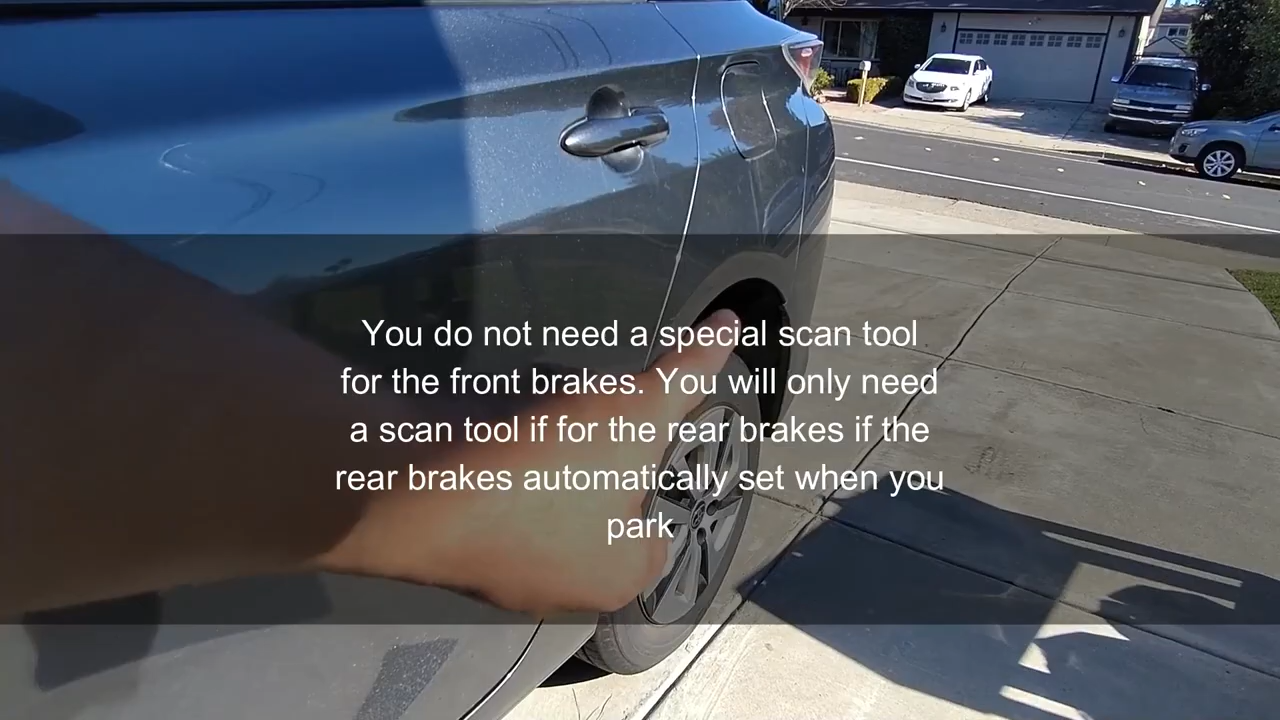 You do not need a special scan tool
for the front brakes. You will only need
a scan tool if for the rear brakes if the
rear brakes automatically set when you
park